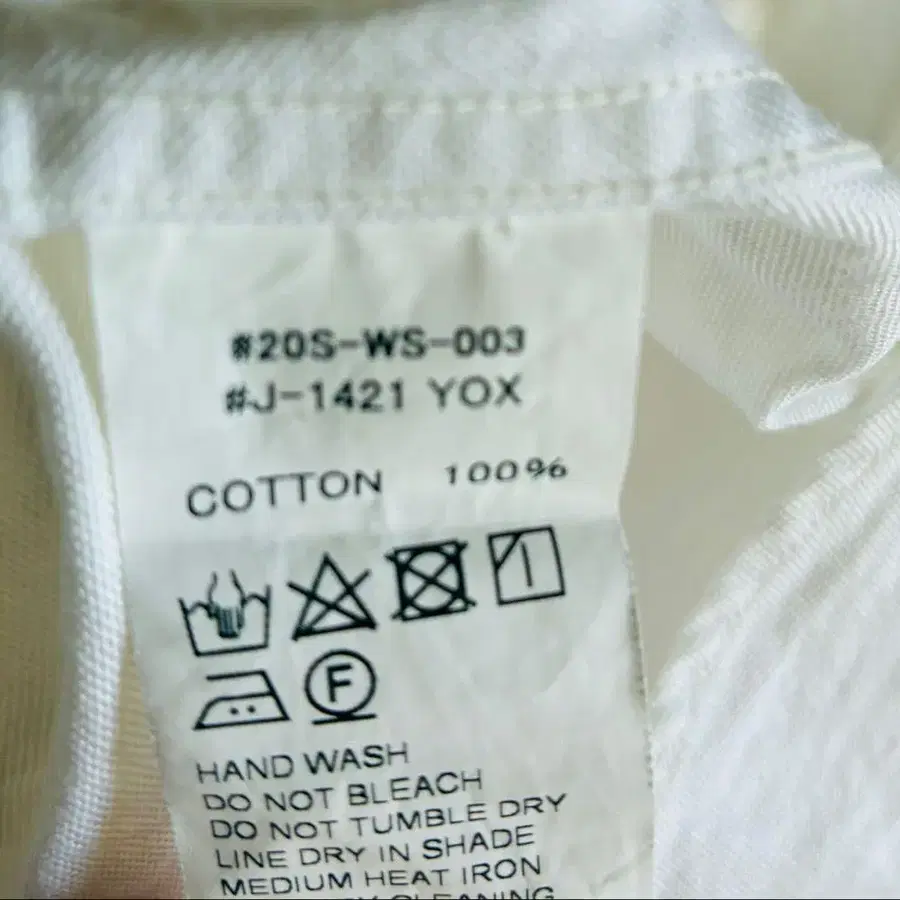 #20S-WS-003
#J-1421 YOX
COTTON 100%
F
HAND WASH
DO NOT BLEACH
DO NOT TUMBLE DRY
LINE DRY IN SHADE
MEDIUM HEAT IRON
CLEANING